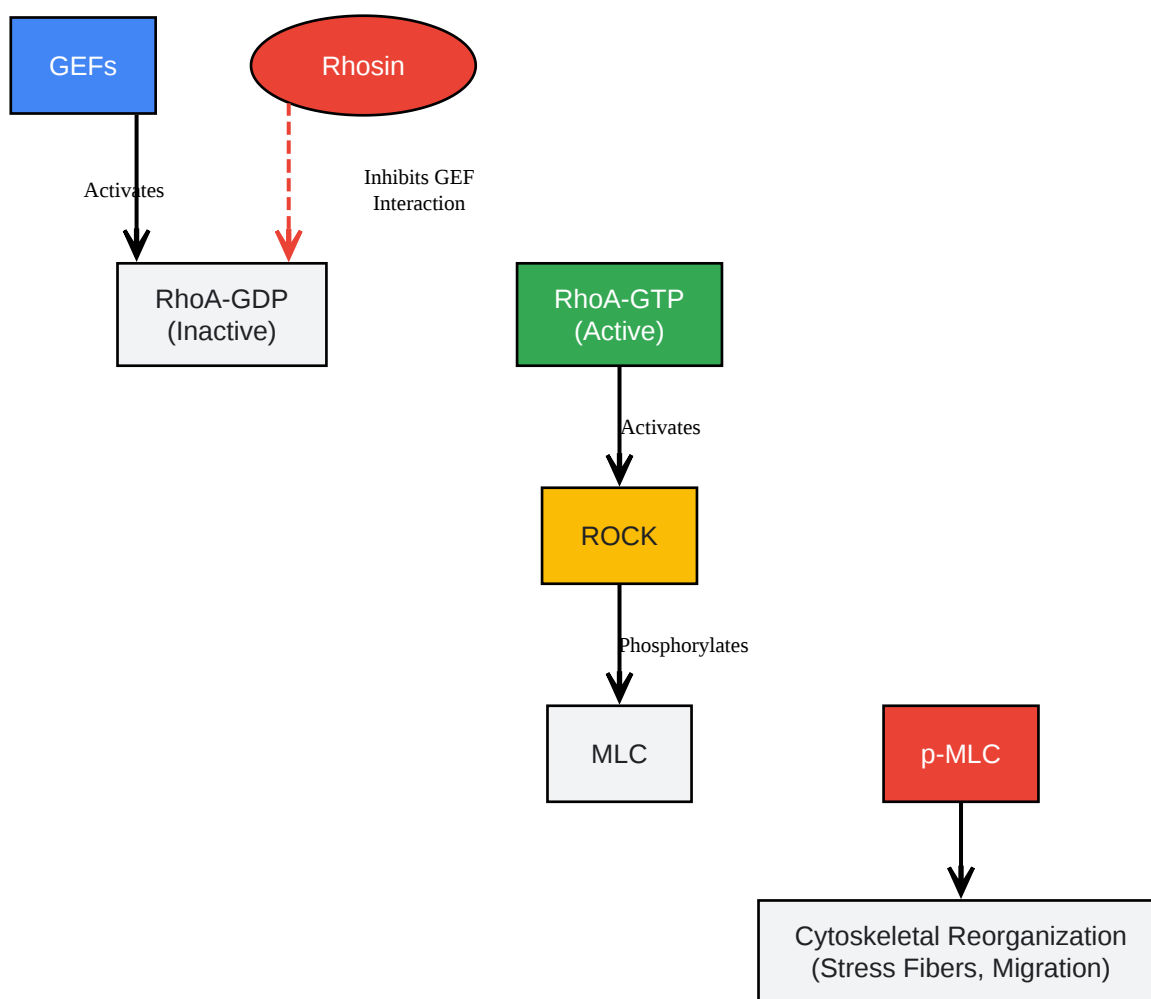 GEFs
Rhosin
Activates
Inhibits GEF
Interaction
RhoA-GDP
(Inactive)
RhoA-GTP
(Active)
Activates
ROCK
Phosphorylates
MLC
p-MLC
Cytoskeletal Reorganization
(Stress Fibers, Migration)